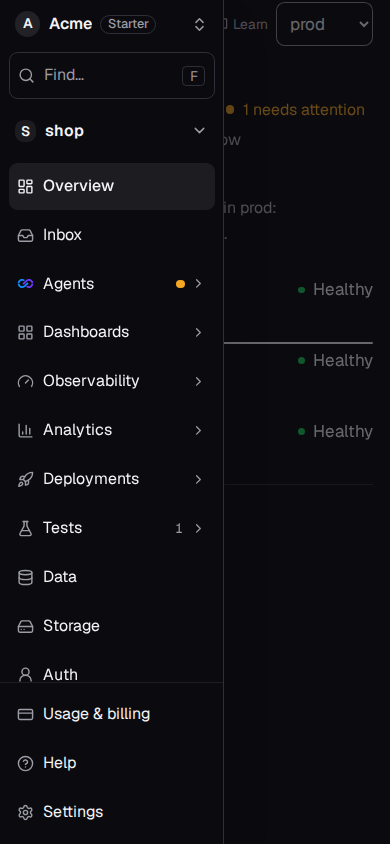 A Acme Starter
Learn
prod
Find...
F
1 needs attention
S shop
ow
Overview
in prod:
Inbox
Agents
Healthy
Dashboards
Observability
Healthy
Analytics
Healthy
Deployments
Tests 1
Data
Storage
Auth
Usage & billing
Help
Settings